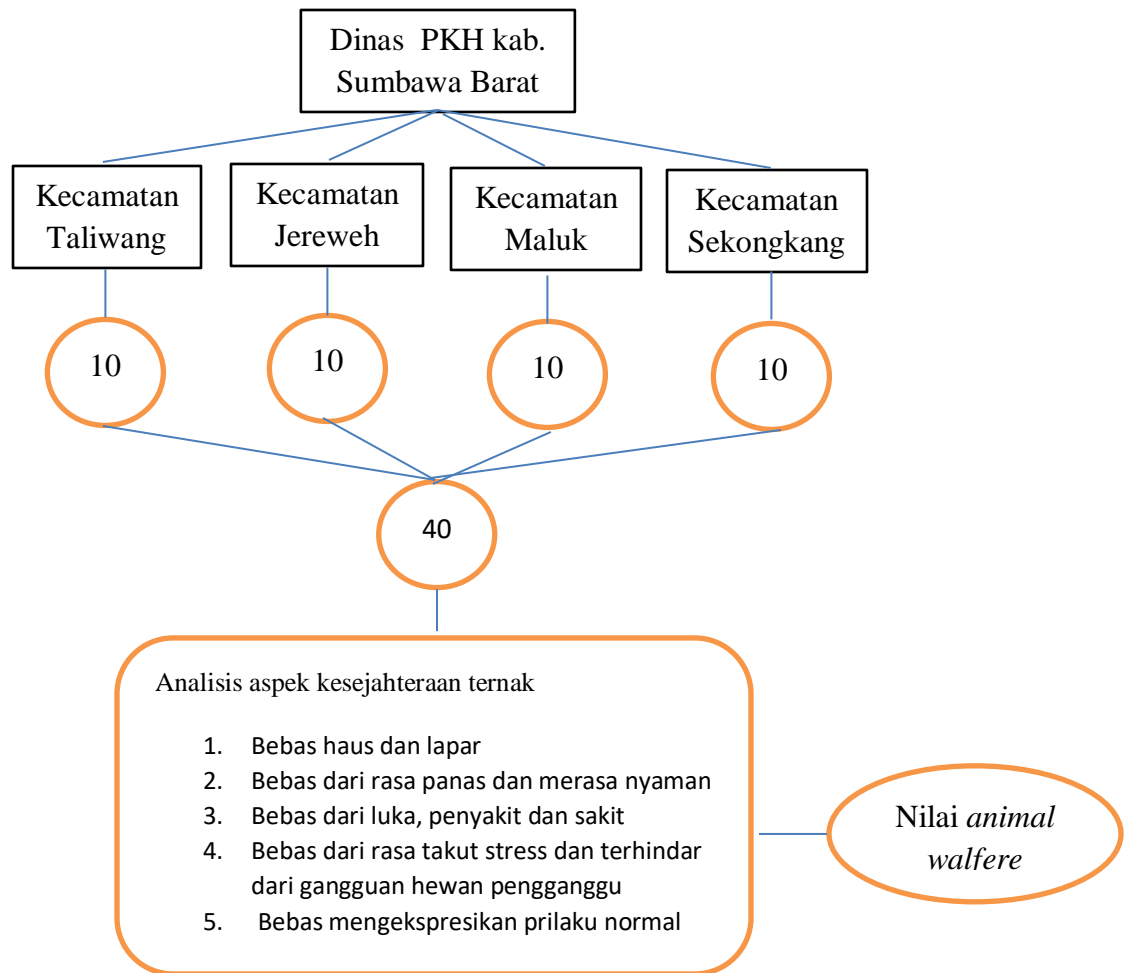 Dinas PKH kab.
Sumbawa Barat
Kecamatan
Taliwang
Kecamatan
Jereweh
Kecamatan
Maluk
Kecamatan
Sekongkang
10
10
10
10
40
Analisis aspek kesejahteraan ternak
1. Bebas haus dan lapar
2. Bebas dari rasa panas dan merasa nyaman
3. Bebas dari luka, penyakit dan sakit
4. Bebas dari rasa takut stress dan terhindar
dari gangguan hewan pengganggu
5. Bebas mengekspresikan prilaku normal
Nilai animal
walfere